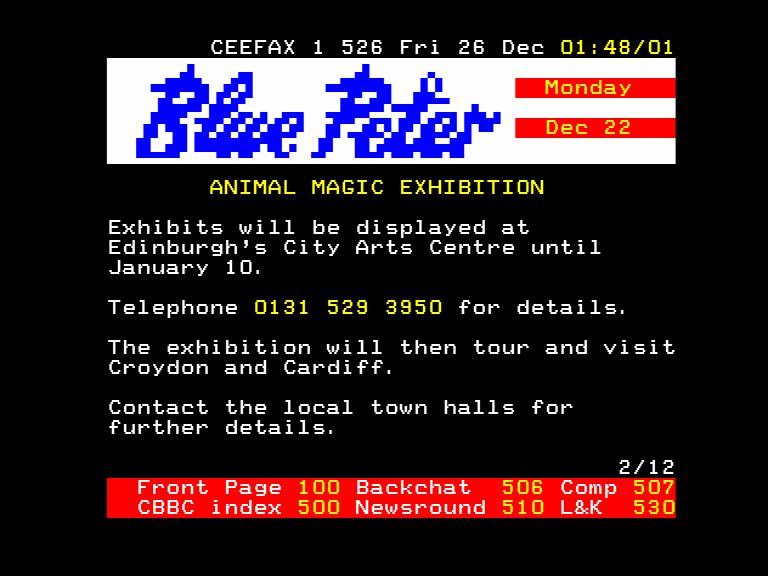 CEEFAX 1 526 Fri 26 Dec 01:48/01
Blue Peter
Monday
Dec 22
ANIMAL MAGIC EXHIBITION
Exhibits will be displayed at
Edinburgh's City Arts Centre until
January 10.
Telephone 0131 529 3950 for details.
The exhibition will then tour and visit
Croydon and Cardiff.
Contact the local town halls for
further details.
2/12
Front Page 100 Backchat 506 Comp 507
CBBC index 500 Newsround 510 L&K 530